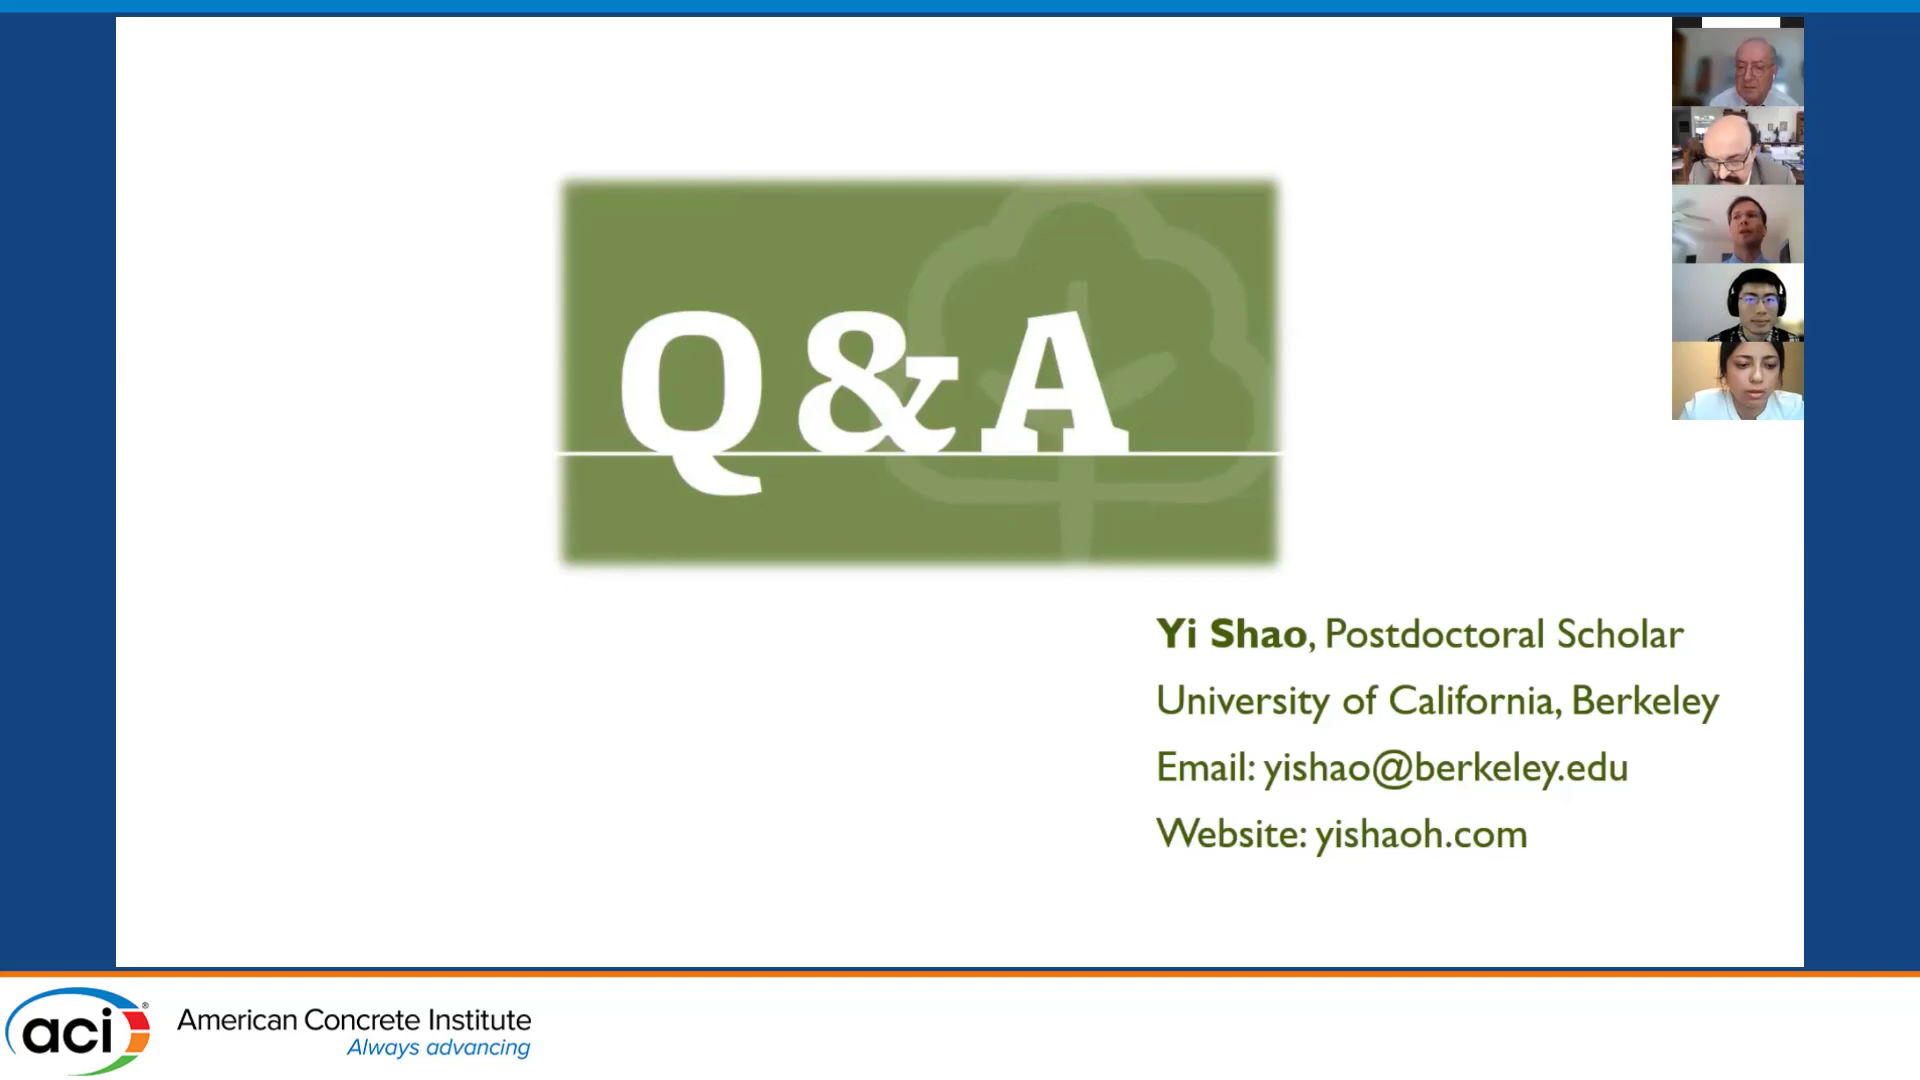 Q & A
Yi Shao, Postdoctoral Scholar
University of California, Berkeley
Email: yishao@berkeley.edu
Website: yishaoh.com
aci®
American Concrete Institute
Always advancing